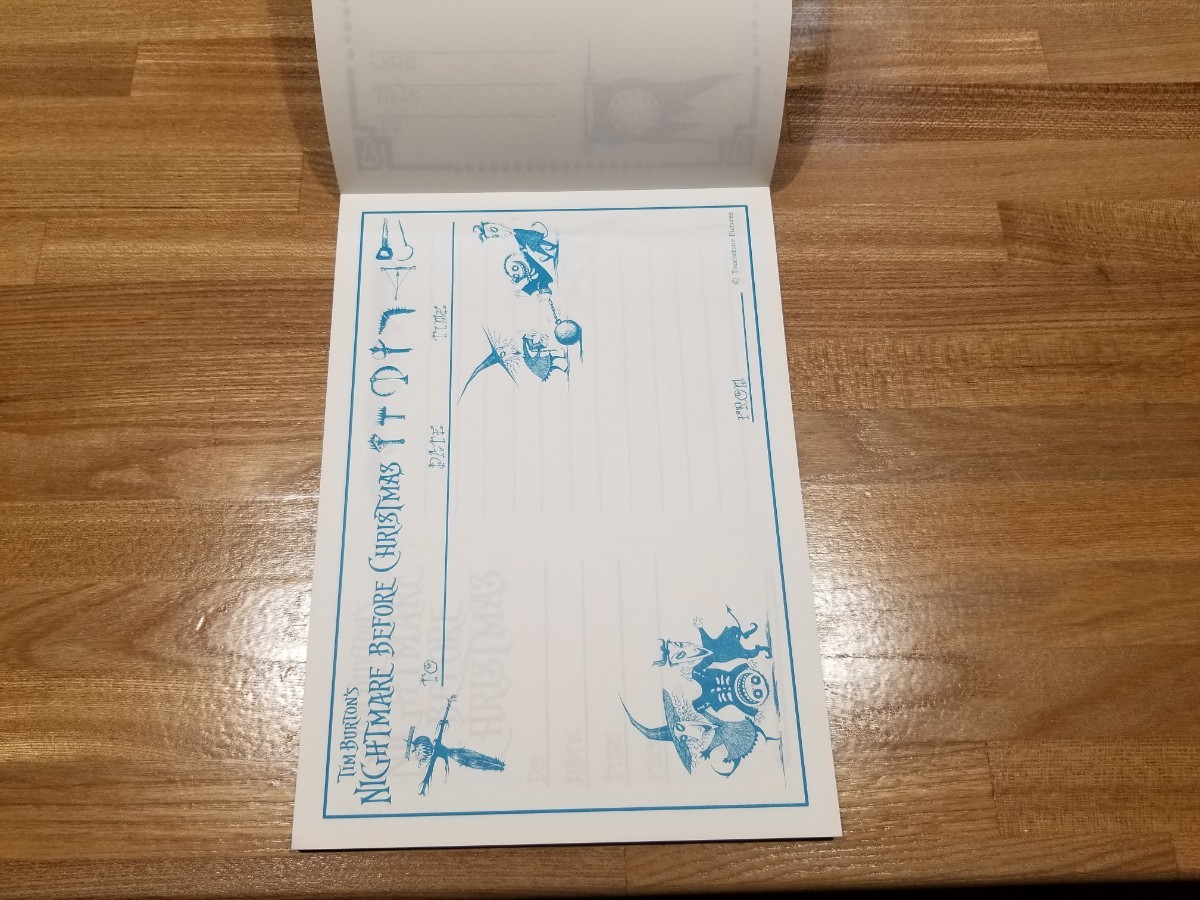 TIM BURTON'S
NIGHTMARE BEFORE CHRISTMAS
TO DATE TIME
FROM
© Touchstone Pictures